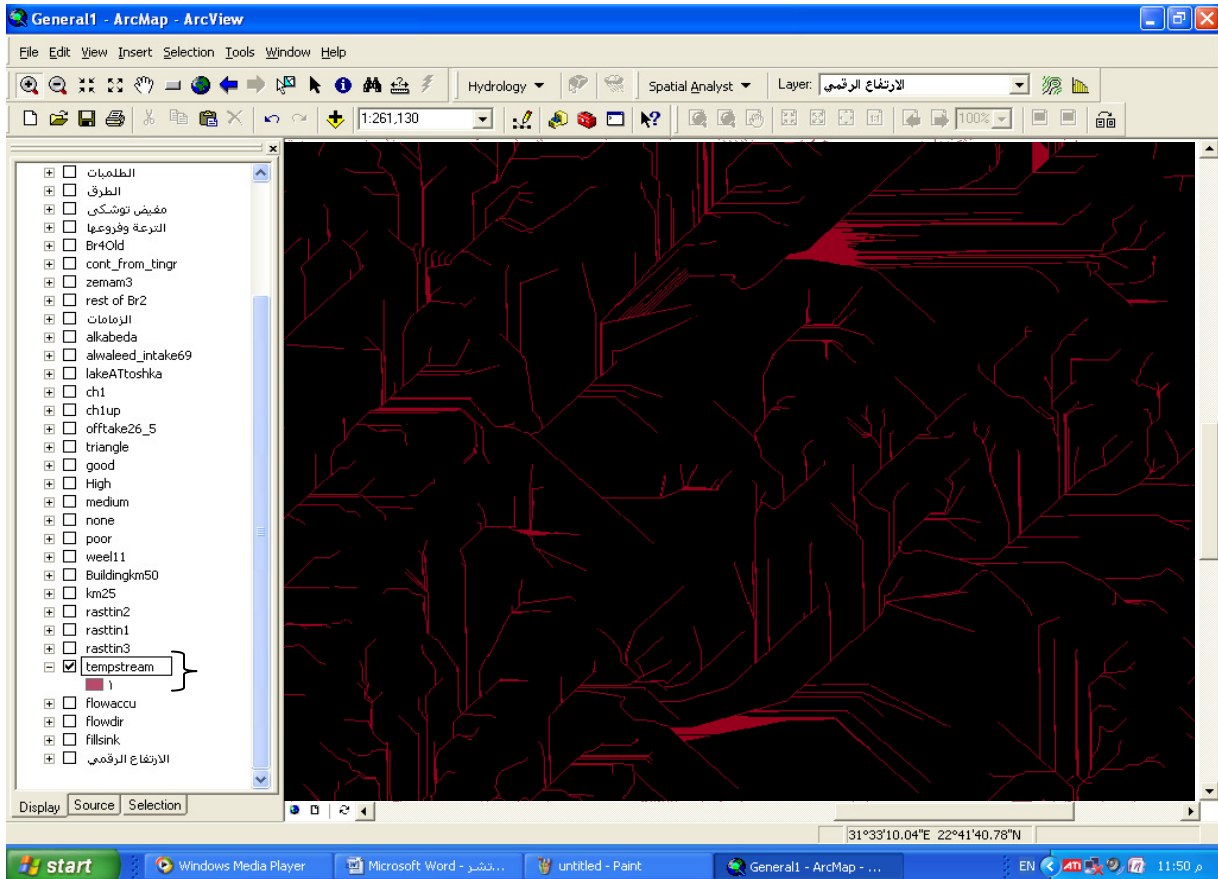 General1 - ArcMap - ArcView
File Edit View Insert Selection Tools Window Help
Hydrology Spatial Analyst Layer: الارتفاع الرقمي
1:261,130 100%
الطلمبات
الطرق
مفيض توشكى
الترعة وفروعها
Br4Old
cont_from_tingr
zemam3
rest of Br2
الزمامات
alkabeda
alwaleed_intake69
lakeATtoshka
ch1
ch1up
offtake26_5
triangle
good
High
medium
none
poor
weel11
Buildingkm50
km25
rasttin2
rasttin1
rasttin3
tempstream
١
flowaccu
flowdir
fillsink
الارتفاع الرقمي
Display Source Selection
31°33'10.04"E 22°41'40.78"N
start Windows Media Player Microsoft Word - تشر... untitled - Paint General1 - ArcMap - ... EN ATI 11:50 م